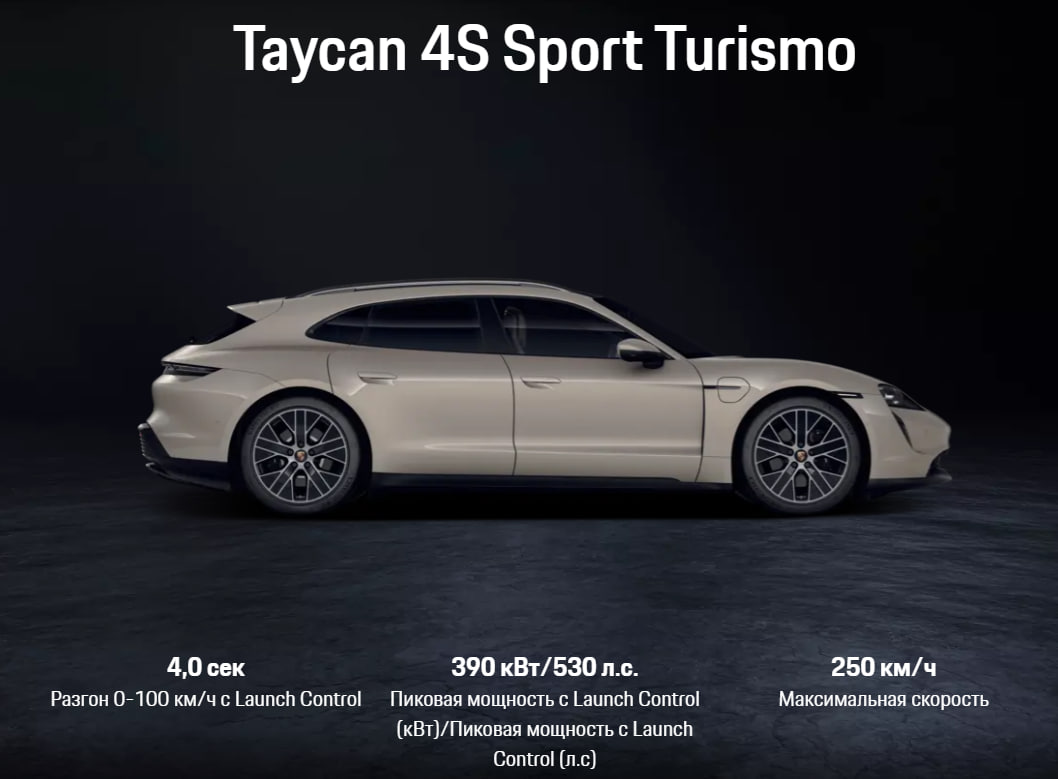 Taycan 4S Sport Turismo
4,0 сек
Разгон 0-100 км/ч с Launch Control
390 кВт/530 л.с.
Пиковая мощность с Launch Control
(кВт)/Пиковая мощность с Launch
Control (л.с)
250 км/ч
Максимальная скорость